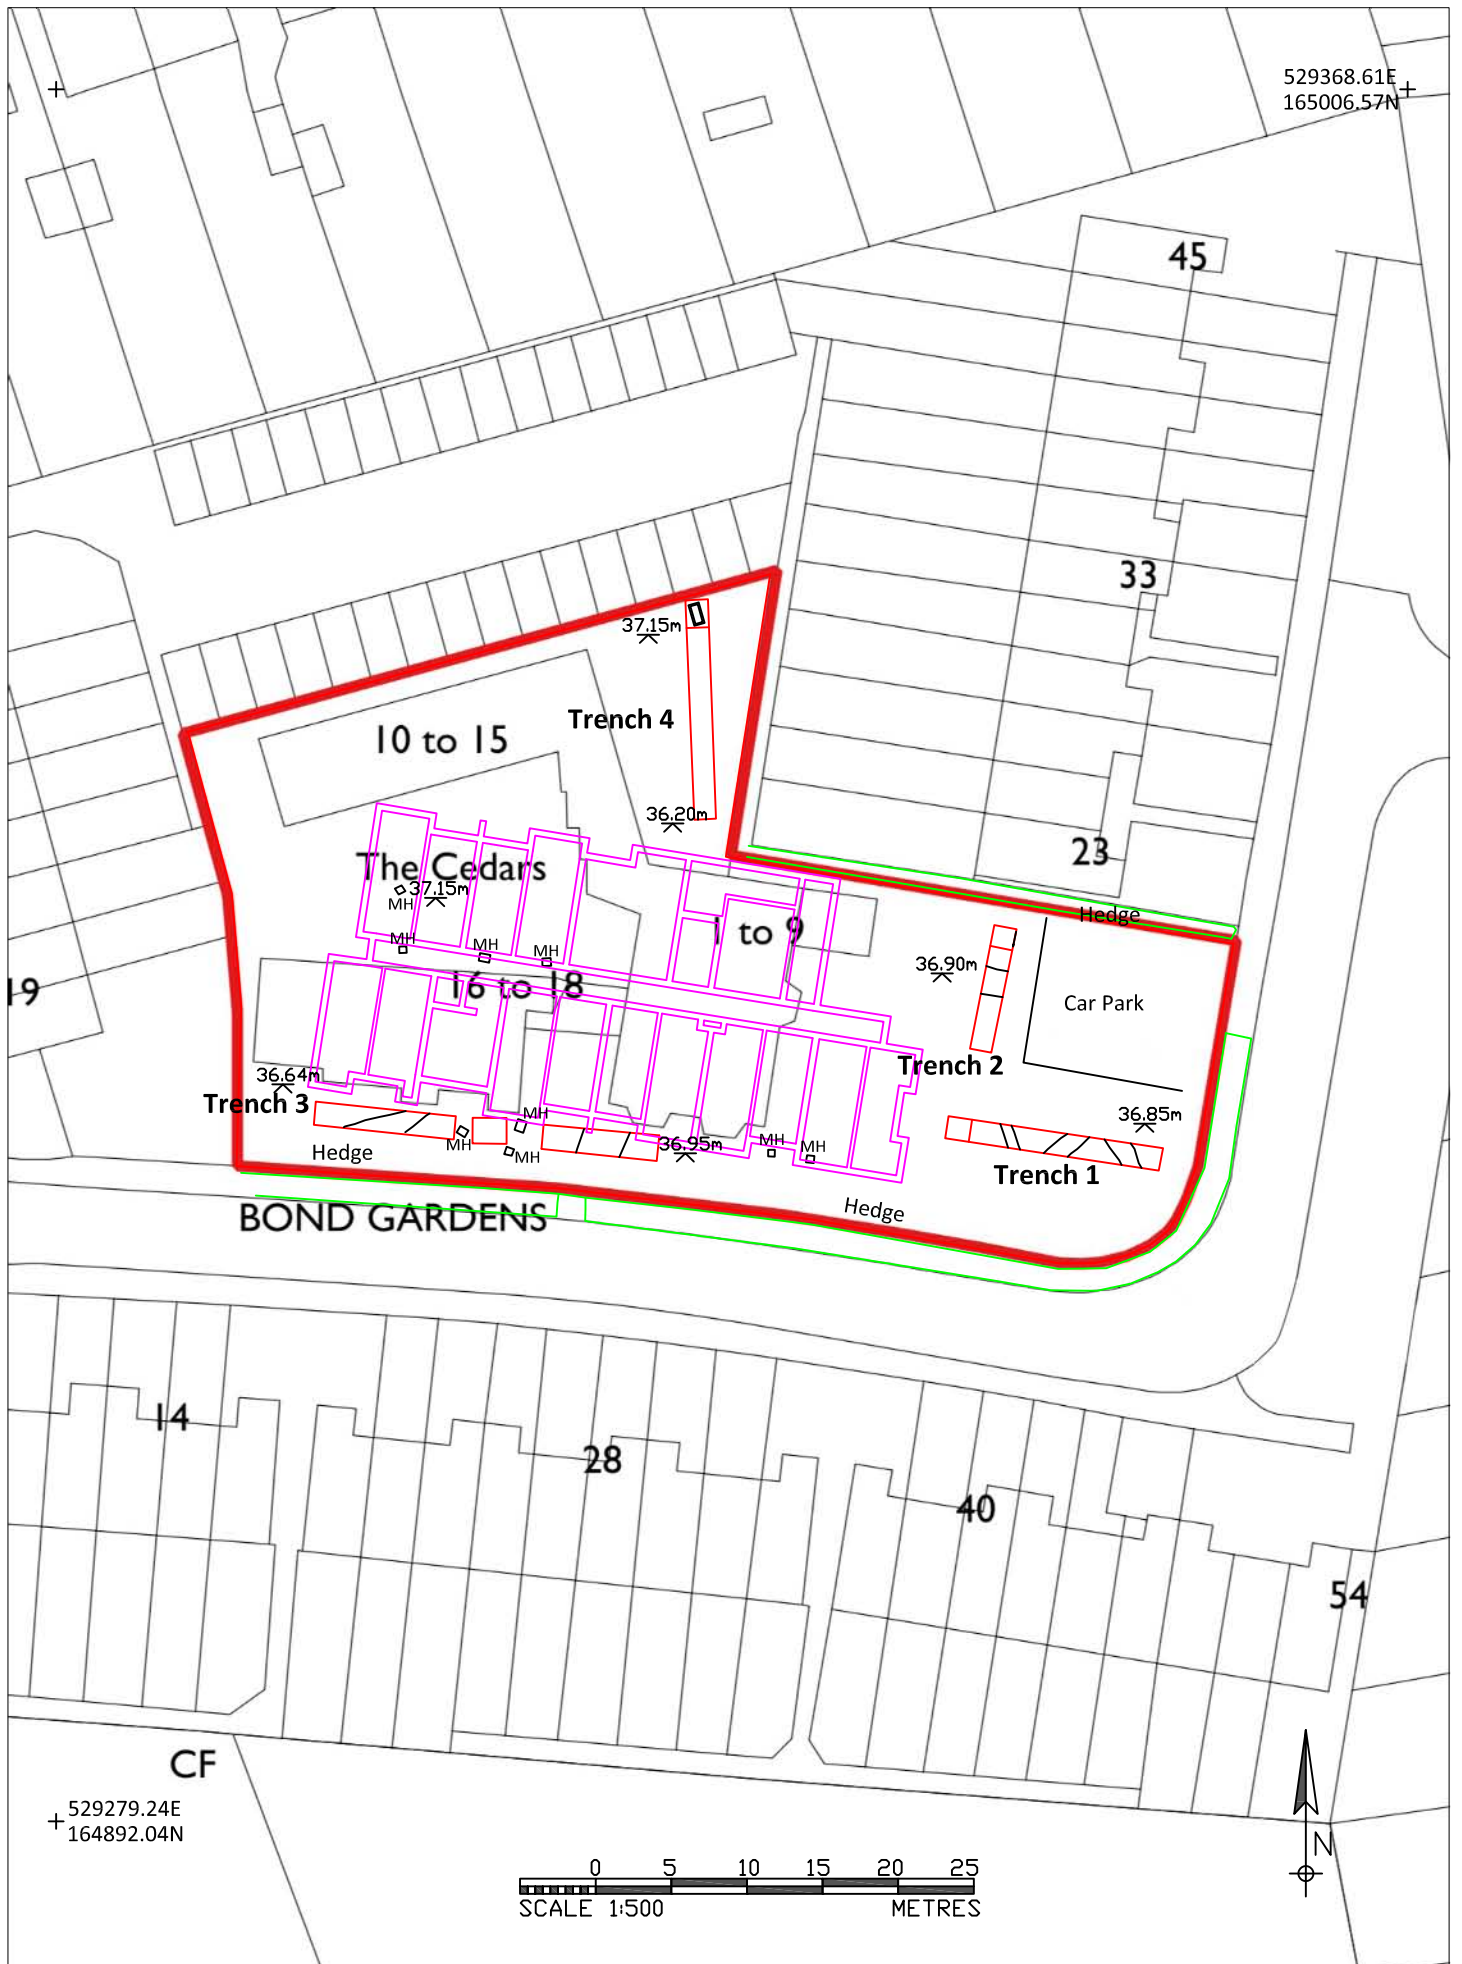 529368.61E
165006.57N
45
33
37.15m
Trench 4
10 to 15
36.20m
23
The Cedars
37.15m
MH
Hedge
1 to 9
MH
MH
MH
36.90m
16 to 18
19
Car Park
Trench 2
36.64m
Trench 3
MH
36.85m
MH
MH
36.95m
MH
MH
Hedge
Trench 1
Hedge
BOND GARDENS
14
28
40
54
CF
529279.24E
164892.04N
N
0 5 10 15 20 25
SCALE 1:500 METRES